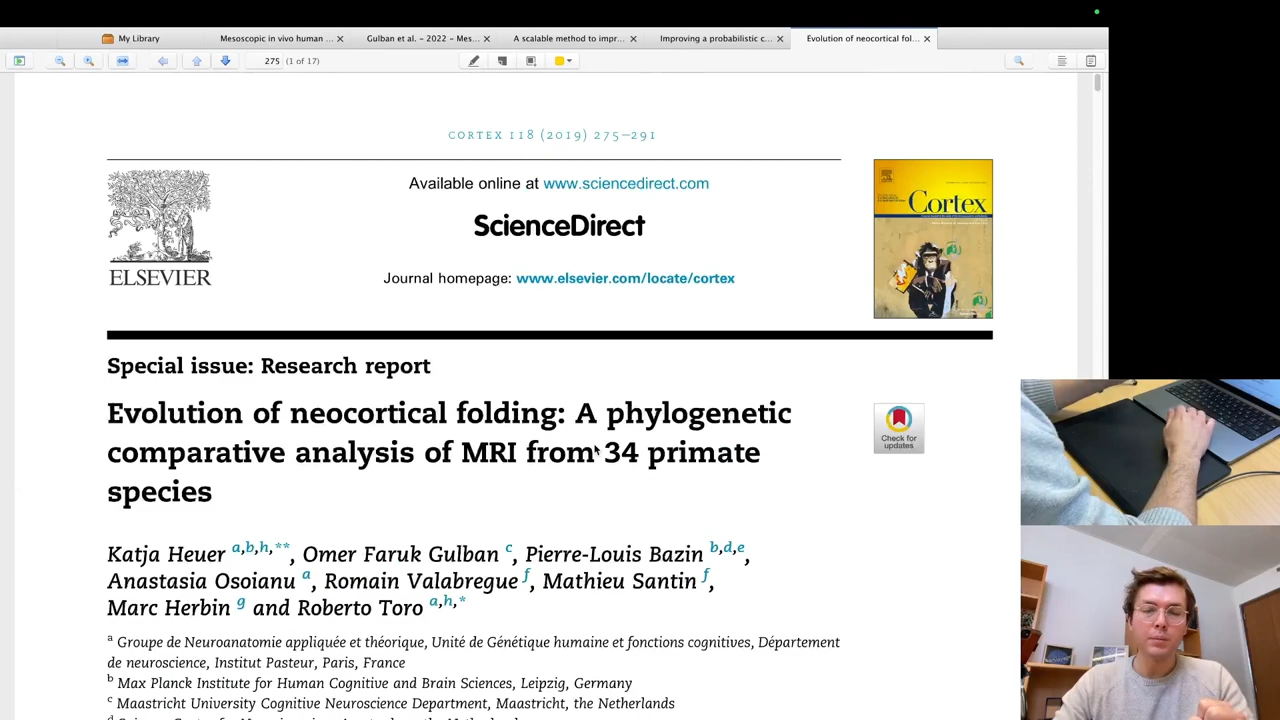 My Library
Mesoscopic in vivo human ...
Gulban et al. - 2022 - Mes...
A scalable method to impr...
Improving a probabilistic c...
Evolution of neocortical fol...
275 (1 of 17)
CORTEX 118 (2019) 275–291
Available online at www.sciencedirect.com
ScienceDirect
Journal homepage: www.elsevier.com/locate/cortex
ELSEVIER
Cortex
Special issue: Research report
Evolution of neocortical folding: A phylogenetic
comparative analysis of MRI from 34 primate
species
Check for
updates
Katja Heuer a,b,h,**, Omer Faruk Gulban c, Pierre-Louis Bazin b,d,e,
Anastasia Osoianu a, Romain Valabregue f, Mathieu Santin f,
Marc Herbin g and Roberto Toro a,h,*
a Groupe de Neuroanatomie appliquée et théorique, Unité de Génétique humaine et fonctions cognitives, Département
de neuroscience, Institut Pasteur, Paris, France
b Max Planck Institute for Human Cognitive and Brain Sciences, Leipzig, Germany
c Maastricht University Cognitive Neuroscience Department, Maastricht, the Netherlands